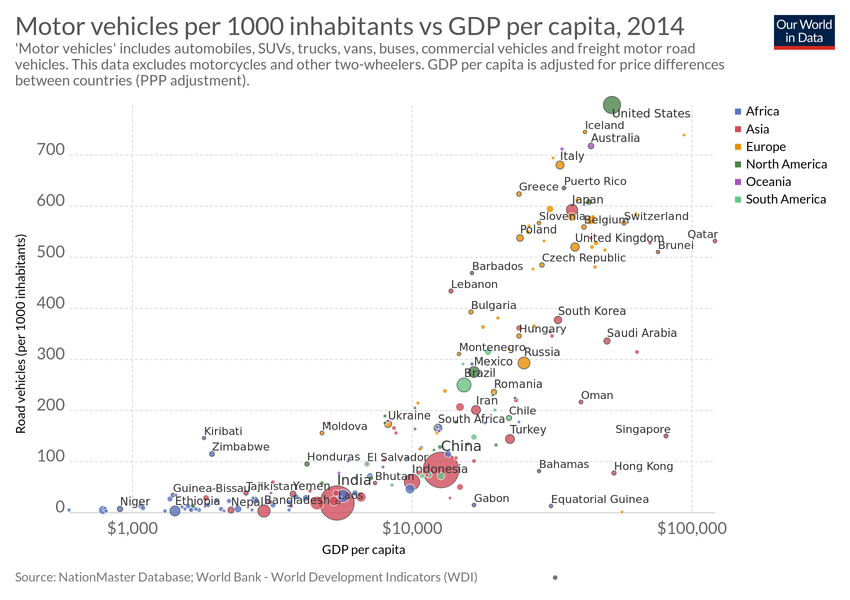 Motor vehicles per 1000 inhabitants vs GDP per capita, 2014
'Motor vehicles' includes automobiles, SUVs, trucks, vans, buses, commercial vehicles and freight motor road
vehicles. This data excludes motorcycles and other two-wheelers. GDP per capita is adjusted for price differences
between countries (PPP adjustment).
Our World
in Data
Africa
Asia
Europe
North America
Oceania
South America
Road vehicles (per 1000 inhabitants)
700
600
500
400
300
200
100
0
United States
Iceland
Australia
Italy
Puerto Rico
Greece
Japan
Slovenia
Belgium
Switzerland
Poland
United Kingdom
Qatar
Brunei
Czech Republic
Barbados
Lebanon
Bulgaria
South Korea
Hungary
Saudi Arabia
Montenegro
Russia
Mexico
Brazil
Romania
Oman
Iran
Chile
Ukraine
South Africa
Moldova
Kiribati
Turkey
Singapore
Zimbabwe
China
Honduras
El Salvador
Indonesia
Bahamas
Hong Kong
Bhutan
India
Guinea-Bissau
Tajikistan
Yemen
Laos
Niger
Ethiopia
Nepal
Bangladesh
Gabon
Equatorial Guinea
$1,000
$10,000
$100,000
GDP per capita
Source: NationMaster Database; World Bank - World Development Indicators (WDI)